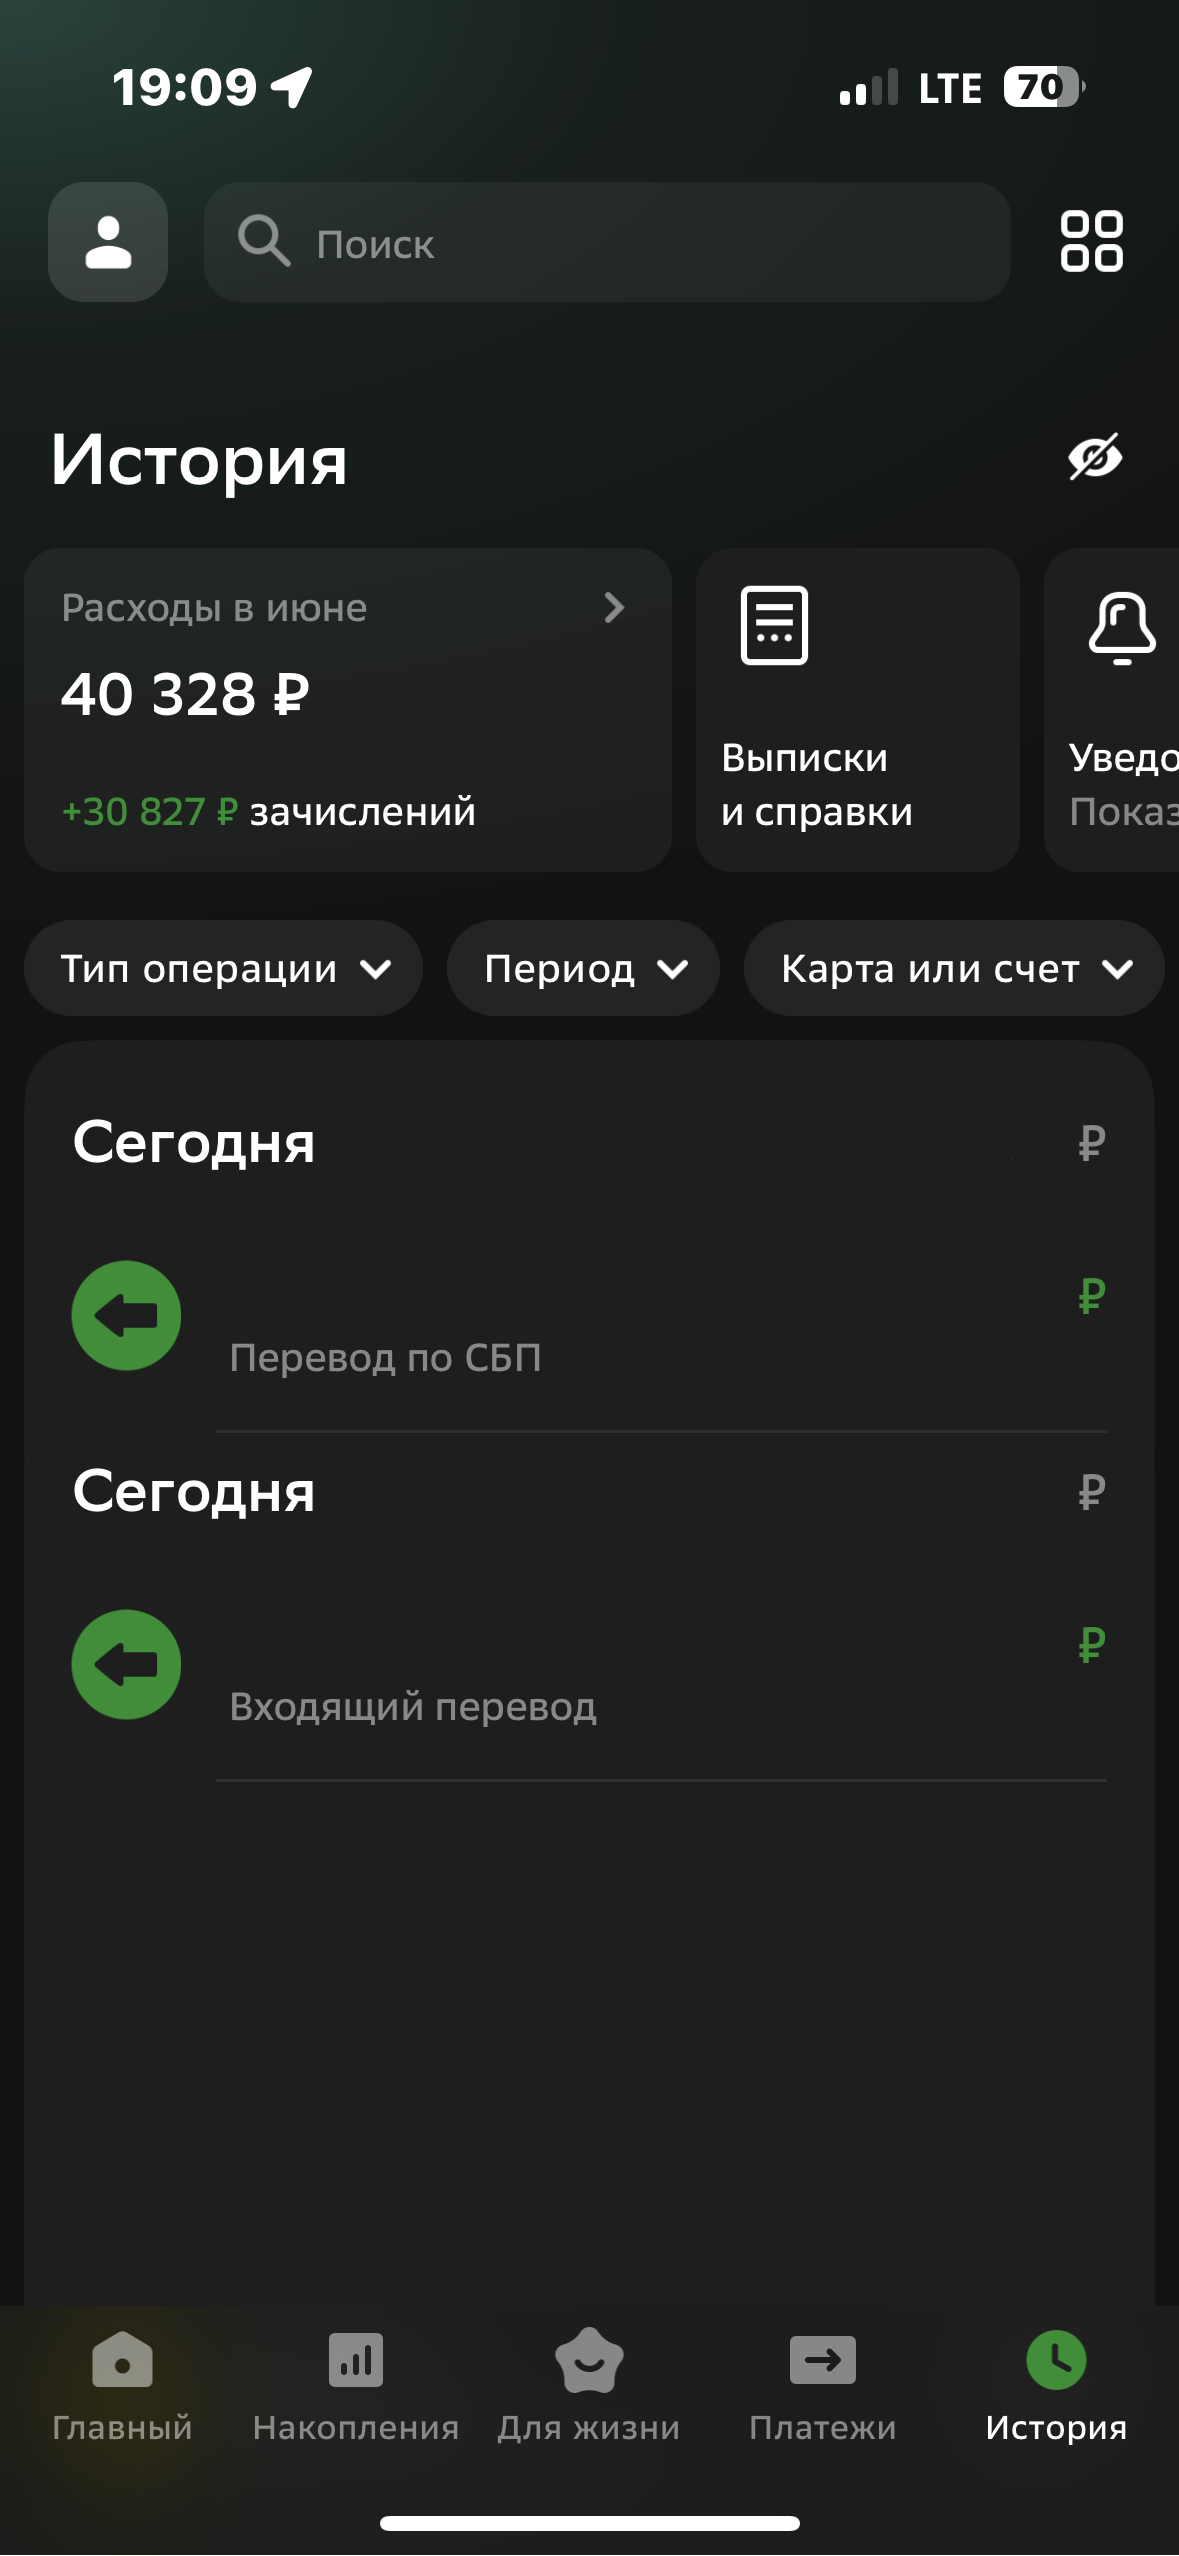 19:09
LTE 70
Поиск
История
Расходы в июне
40 328 ₽
+30 827 ₽ зачислений
Выписки
и справки
Уведо
Показ
Тип операции
Период
Карта или счет
Сегодня ₽
₽
Перевод по СБП
Сегодня ₽
₽
Входящий перевод
Главный
Накопления
Для жизни
Платежи
История